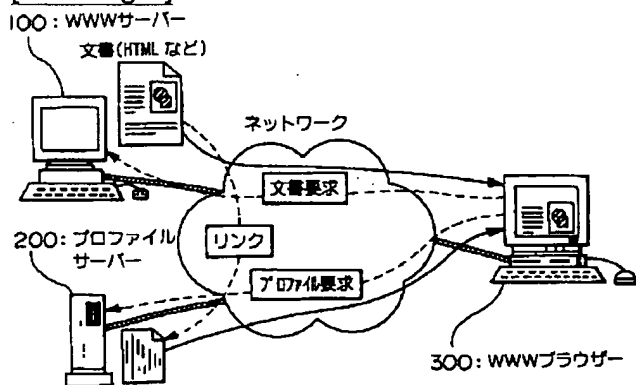 100:WWWサーバー
文書(HTML など)
ネットワーク
文書要求
200:プロファイル
サーバー
リンク
プロファイル要求
300:WWWブラウザー